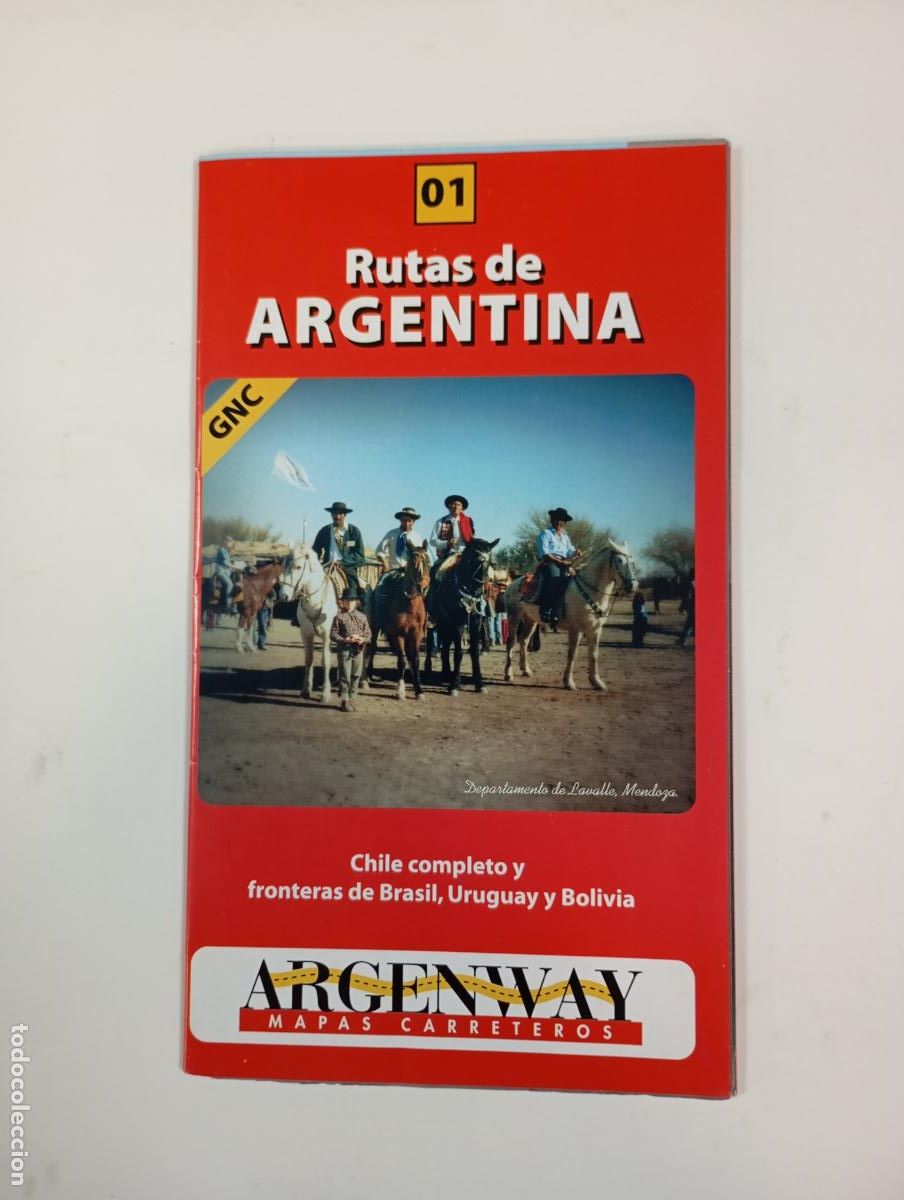 01
Rutas de
ARGENTINA
GNC
Departamento de Lavalle, Mendoza.
Chile completo y
fronteras de Brasil, Uruguay y Bolivia
ARGENWAY
MAPAS CARRETEROS
todocoleccion.net